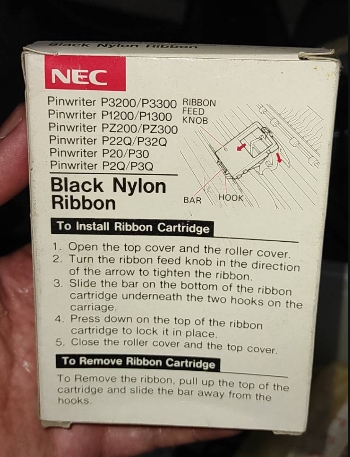 Black Nylon Ribbon
NEC
Pinwriter P3200/P3300
Pinwriter P1200/P1300
Pinwriter PZ200/PZ300
Pinwriter P22Q/P32Q
Pinwriter P20/P30
Pinwriter P2Q/P3Q
RIBBON
FEED
KNOB
BAR
HOOK
Black Nylon
Ribbon
To Install Ribbon Cartridge
1. Open the top cover and the roller cover.
2. Turn the ribbon feed knob in the direction
of the arrow to tighten the ribbon.
3. Slide the bar on the bottom of the ribbon
cartridge underneath the two hooks on the
carriage.
4. Press down on the top of the ribbon
cartridge to lock it in place.
5. Close the roller cover and the top cover.
To Remove Ribbon Cartridge
To Remove the ribbon, pull up the top of the
cartridge and slide the bar away from the
hooks.